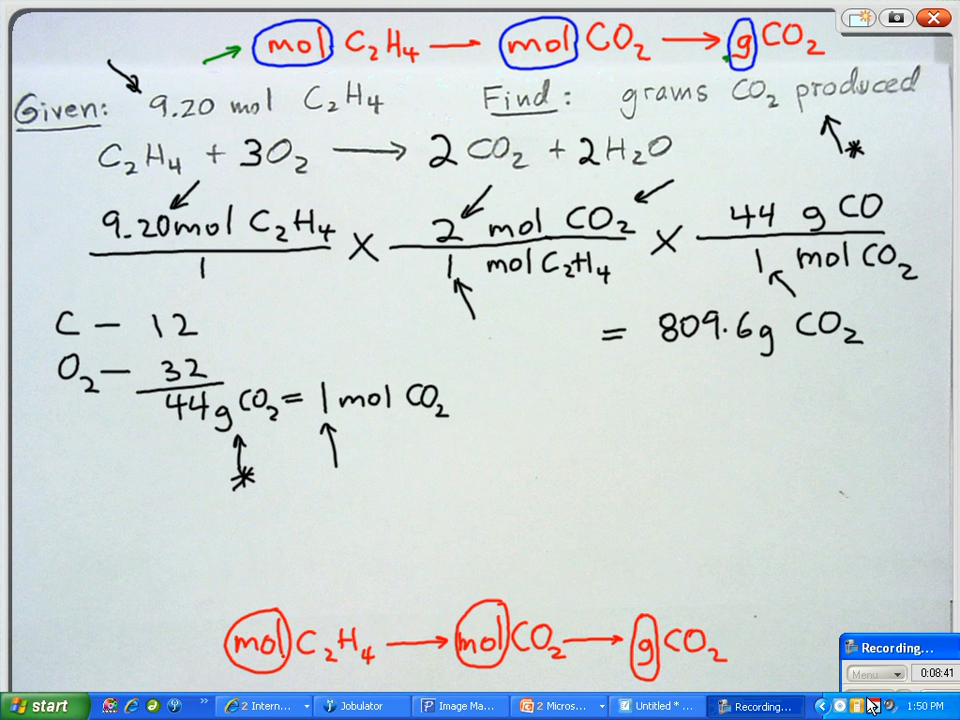 mol C₂H₄ → mol CO₂ → g CO₂
Given: 9.20 mol C₂H₄ Find: grams CO₂ produced
*
C₂H₄ + 3O₂ → 2CO₂ + 2H₂O
9.20mol C₂H₄ / 1 × 2 mol CO₂ / 1 mol C₂H₄ × 44 g CO / 1 mol CO₂
C – 12
= 809.6g CO₂
O₂ – 32
44g CO₂ = 1 mol CO₂
*
mol C₂H₄ → mol CO₂ → g CO₂
Recording...
Menu 0:08:41
start » 2 Intern... Jobulator Image Ma... 2 Micros... Untitled * ... Recording... 1:50 PM